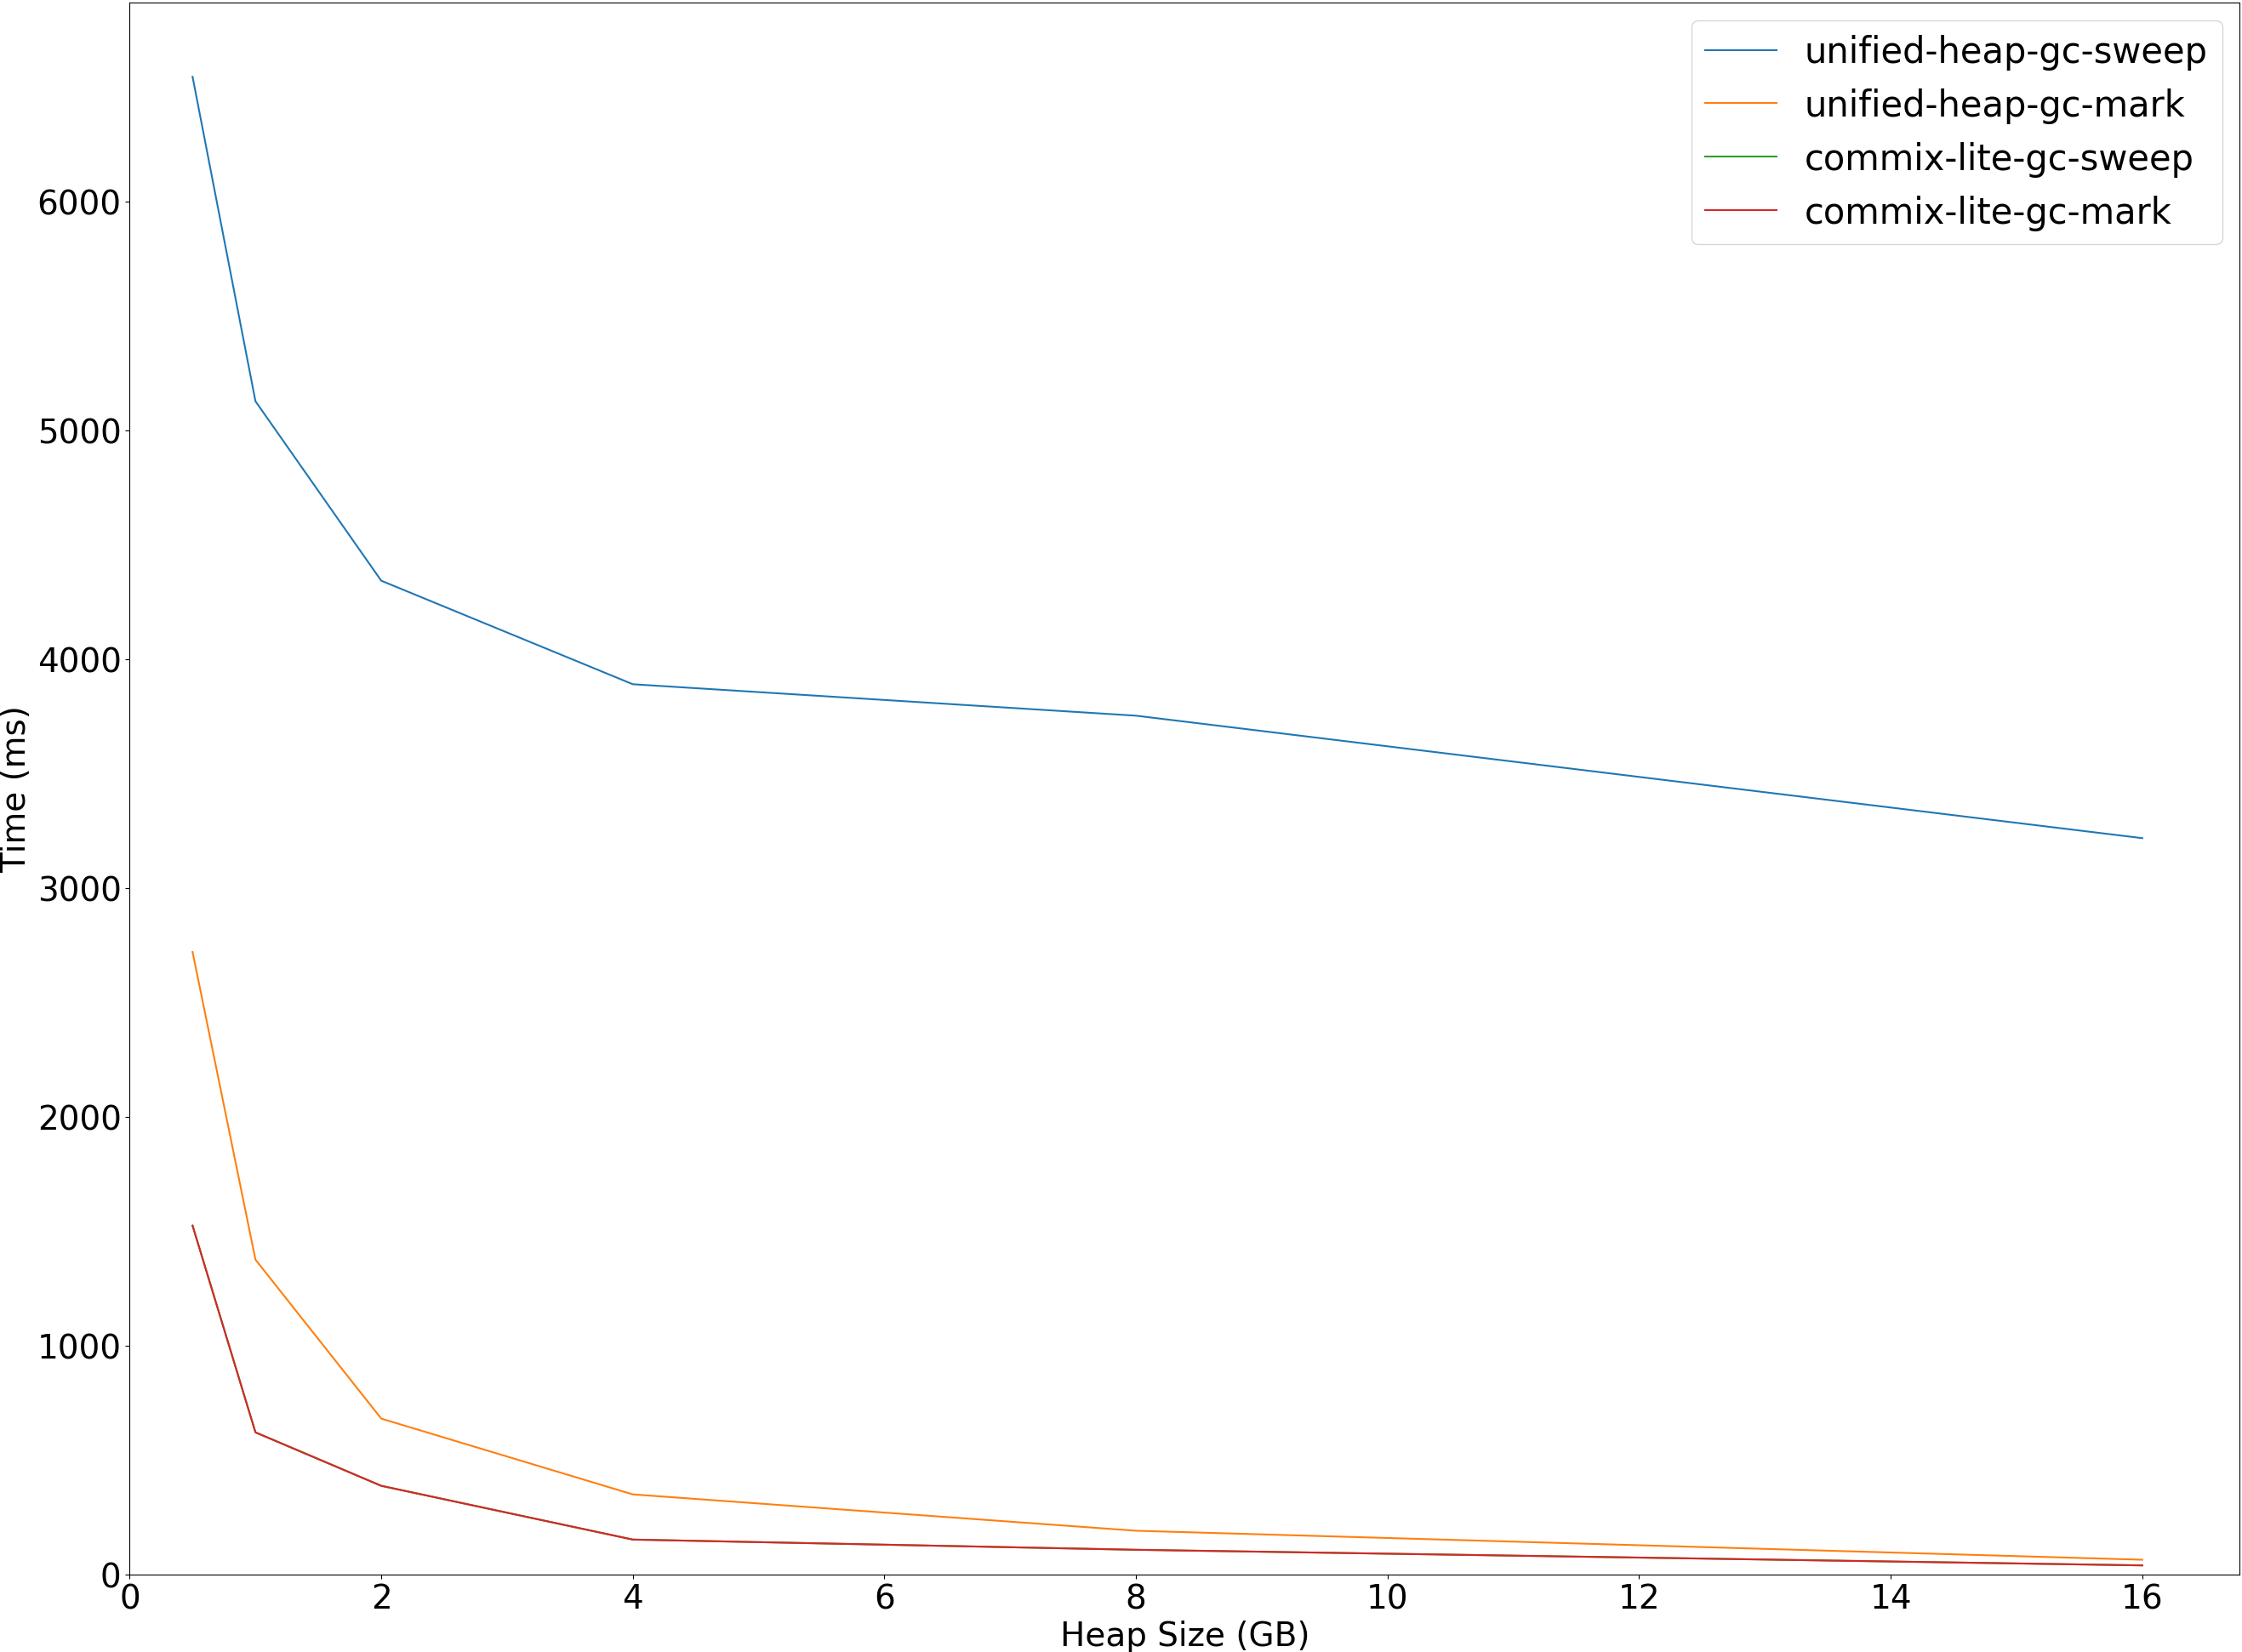 unified-heap-gc-sweep
unified-heap-gc-mark
commix-lite-gc-sweep
commix-lite-gc-mark
Time (ms)
6000
5000
4000
3000
2000
1000
0
0 2 4 6 8 10 12 14 16
Heap Size (GB)